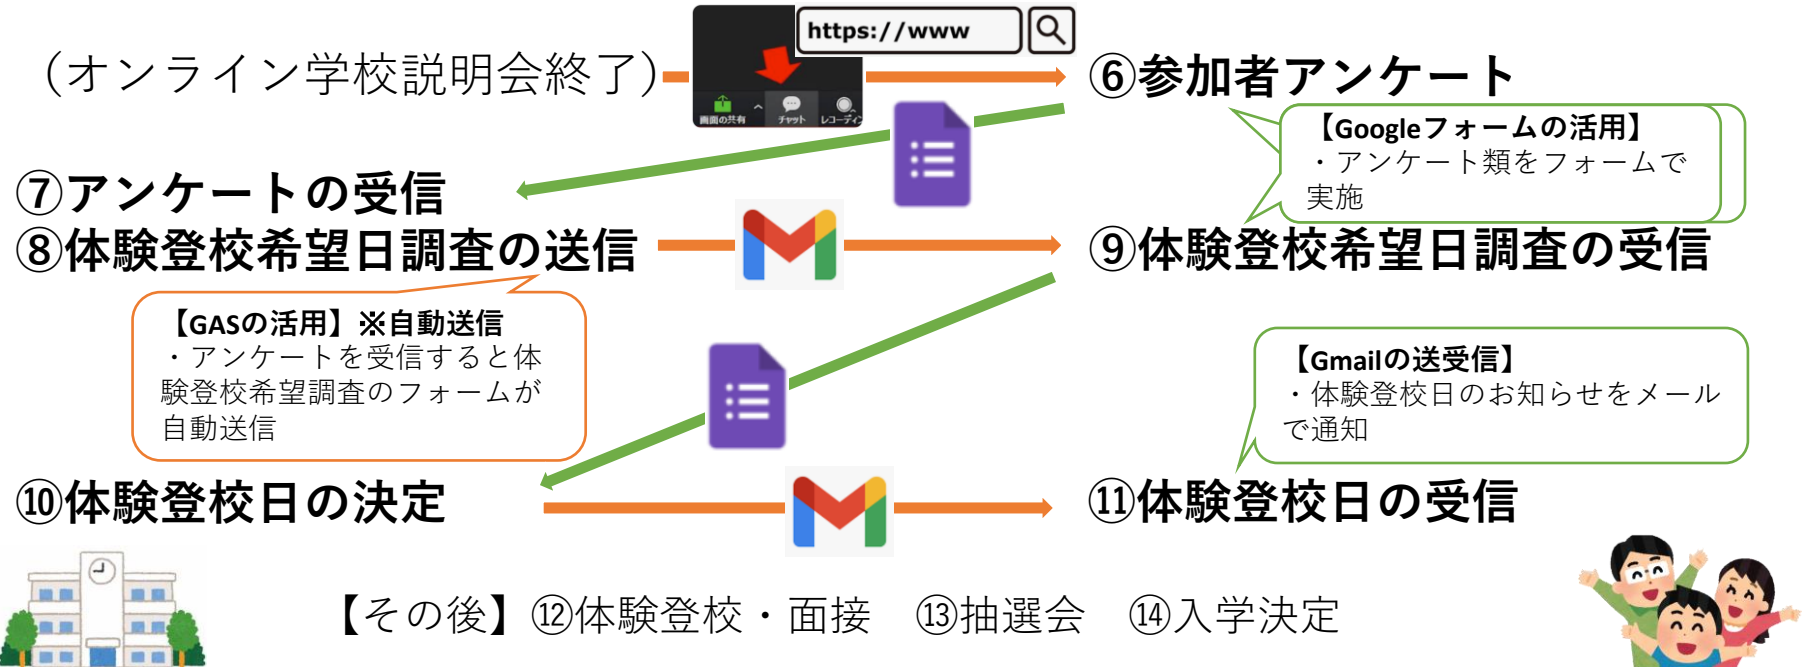 https://www
(オンライン学校説明会終了)
画面の共有
チャット
⑥参加者アンケート
【Googleフォームの活用】
・アンケート類をフォームで
実施
⑦アンケートの受信
⑧体験登校希望日調査の送信
⑨体験登校希望日調査の受信
【GASの活用】※自動送信
・アンケートを受信すると体
験登校希望調査のフォームが
自動送信
【Gmailの送受信】
・体験登校日のお知らせをメール
で通知
⑩体験登校日の決定
⑪体験登校日の受信
【その後】⑫体験登校・面接 ⑬抽選会 ⑭入学決定